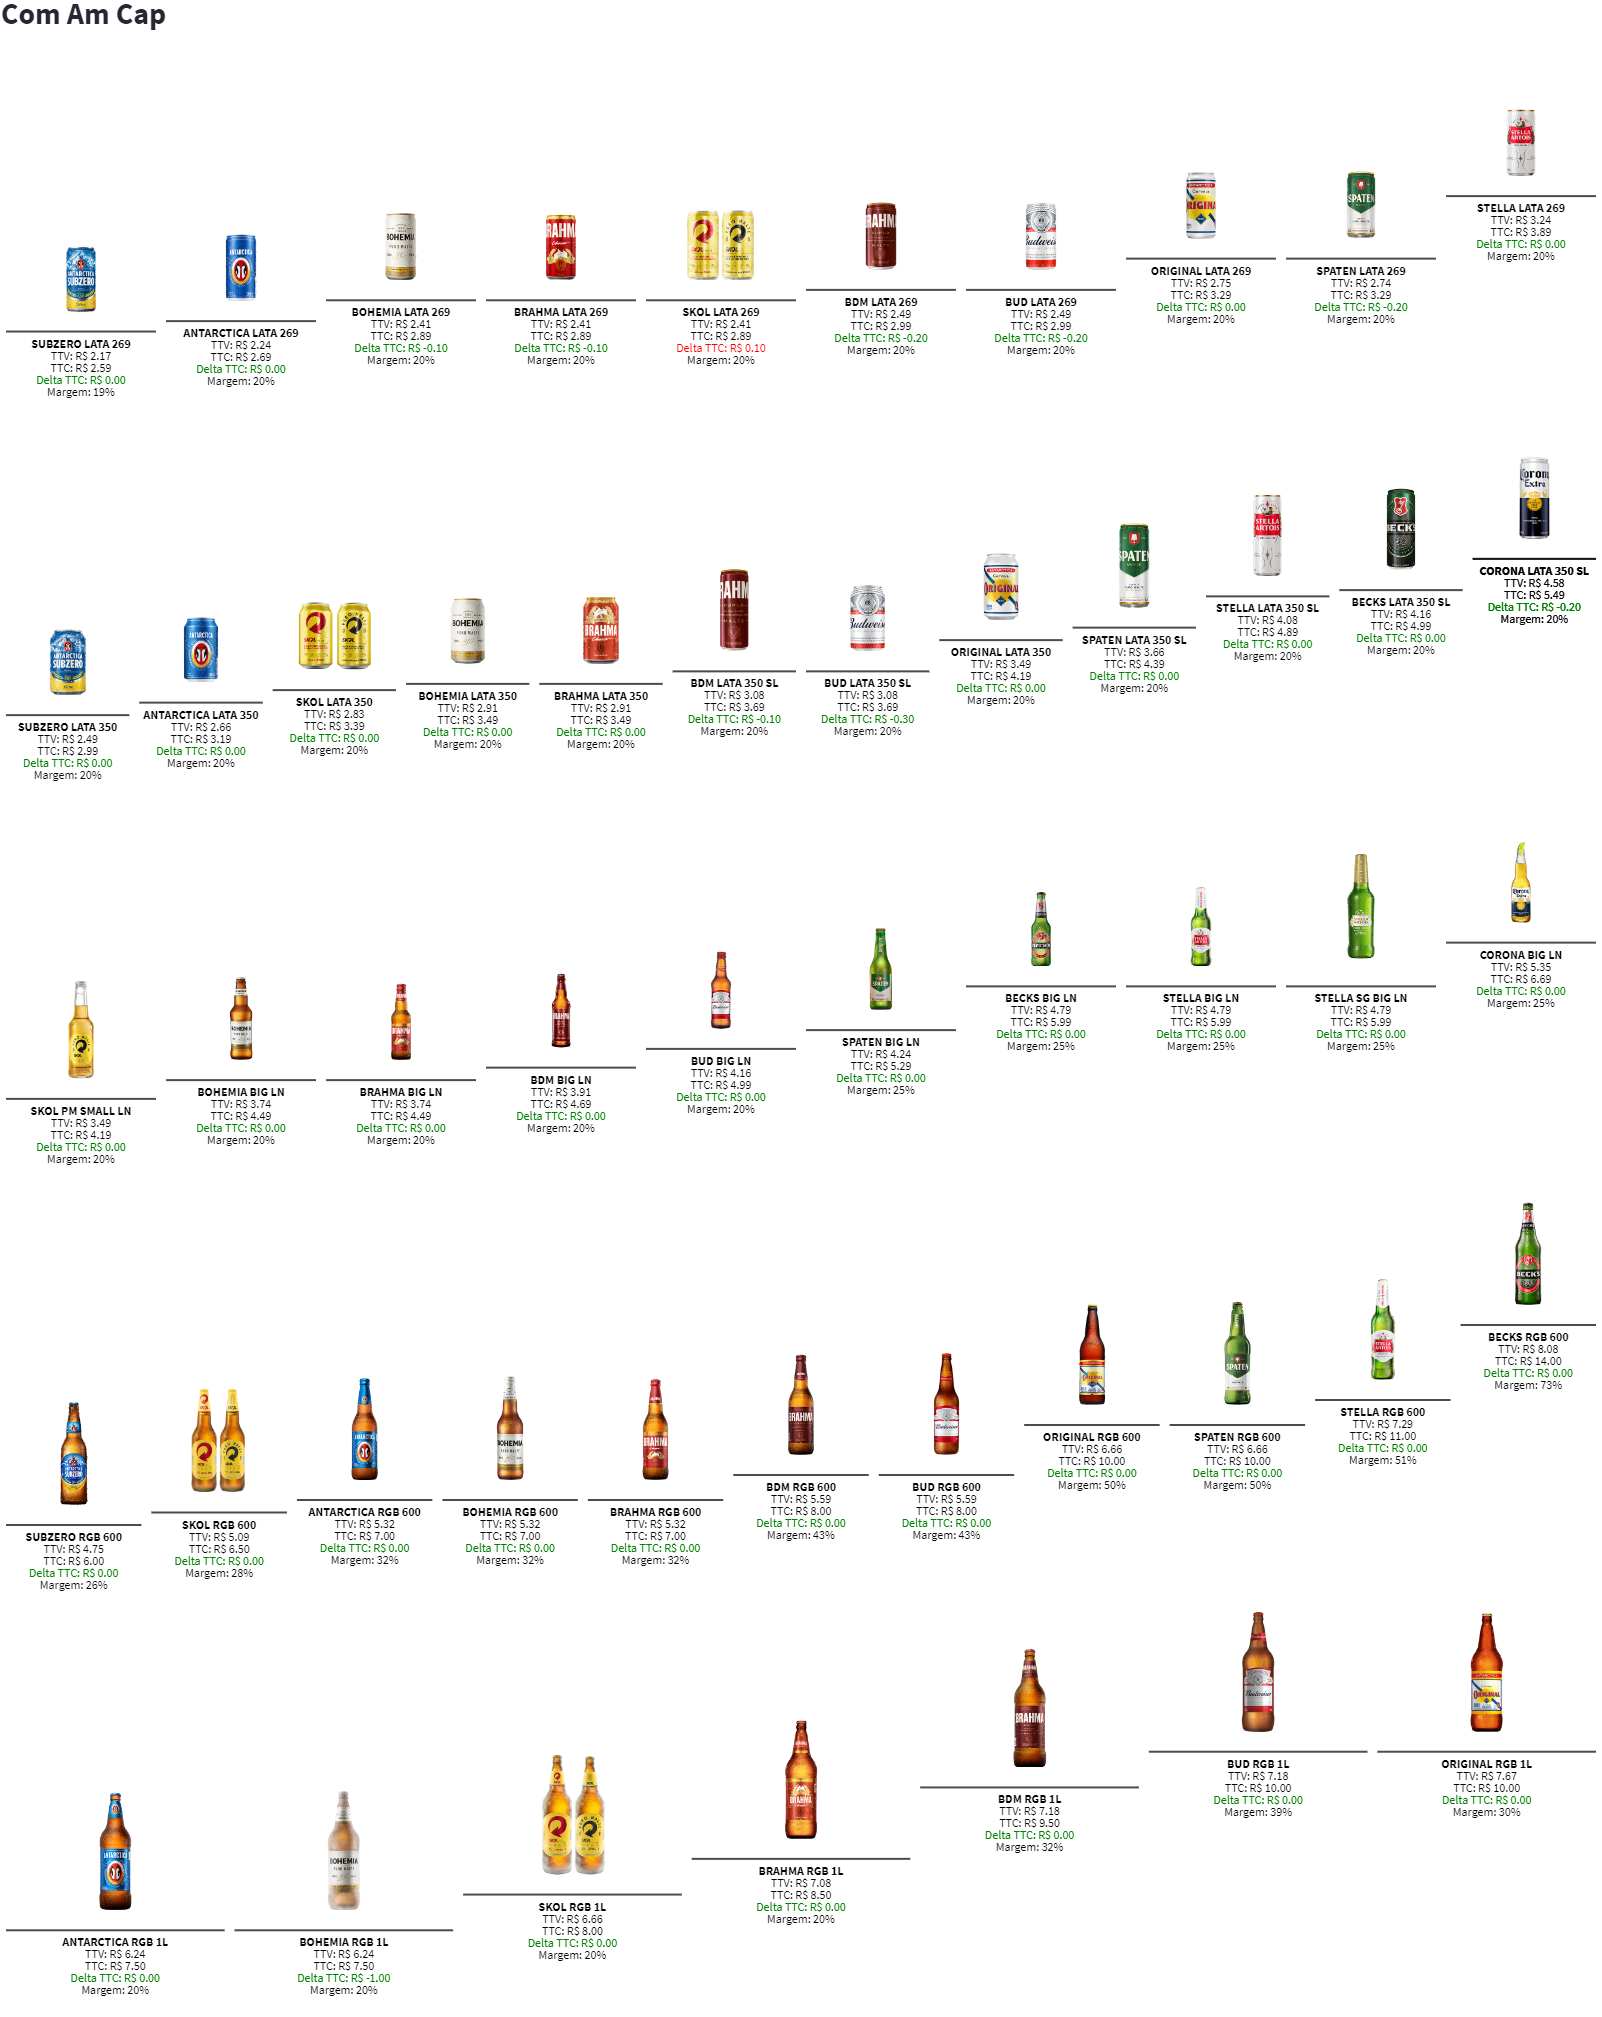 Com Am Cap
SUBZERO LATA 269
TTV: R$ 2.17
TTC: R$ 2.59
Delta TTC: R$ 0.00
Margem: 19%
ANTARCTICA LATA 269
TTV: R$ 2.24
TTC: R$ 2.69
Delta TTC: R$ 0.00
Margem: 20%
BOHEMIA LATA 269
TTV: R$ 2.41
TTC: R$ 2.89
Delta TTC: R$ -0.10
Margem: 20%
BRAHMA LATA 269
TTV: R$ 2.41
TTC: R$ 2.89
Delta TTC: R$ -0.10
Margem: 20%
SKOL LATA 269
TTV: R$ 2.41
TTC: R$ 2.89
Delta TTC: R$ 0.10
Margem: 20%
BDM LATA 269
TTV: R$ 2.49
TTC: R$ 2.99
Delta TTC: R$ -0.20
Margem: 20%
BUD LATA 269
TTV: R$ 2.49
TTC: R$ 2.99
Delta TTC: R$ -0.20
Margem: 20%
ORIGINAL LATA 269
TTV: R$ 2.75
TTC: R$ 3.29
Delta TTC: R$ 0.00
Margem: 20%
SPATEN LATA 269
TTV: R$ 2.74
TTC: R$ 3.29
Delta TTC: R$ -0.20
Margem: 20%
STELLA LATA 269
TTV: R$ 3.24
TTC: R$ 3.89
Delta TTC: R$ 0.00
Margem: 20%
SUBZERO LATA 350
TTV: R$ 2.49
TTC: R$ 2.99
Delta TTC: R$ 0.00
Margem: 20%
ANTARCTICA LATA 350
TTV: R$ 2.66
TTC: R$ 3.19
Delta TTC: R$ 0.00
Margem: 20%
SKOL LATA 350
TTV: R$ 2.83
TTC: R$ 3.39
Delta TTC: R$ 0.00
Margem: 20%
BOHEMIA LATA 350
TTV: R$ 2.91
TTC: R$ 3.49
Delta TTC: R$ 0.00
Margem: 20%
BRAHMA LATA 350
TTV: R$ 2.91
TTC: R$ 3.49
Delta TTC: R$ 0.00
Margem: 20%
BDM LATA 350 SL
TTV: R$ 3.08
TTC: R$ 3.69
Delta TTC: R$ -0.10
Margem: 20%
BUD LATA 350 SL
TTV: R$ 3.08
TTC: R$ 3.69
Delta TTC: R$ -0.30
Margem: 20%
ORIGINAL LATA 350
TTV: R$ 3.49
TTC: R$ 4.19
Delta TTC: R$ 0.00
Margem: 20%
SPATEN LATA 350 SL
TTV: R$ 3.66
TTC: R$ 4.39
Delta TTC: R$ 0.00
Margem: 20%
STELLA LATA 350 SL
TTV: R$ 4.08
TTC: R$ 4.89
Delta TTC: R$ 0.00
Margem: 20%
BECKS LATA 350 SL
TTV: R$ 4.16
TTC: R$ 4.99
Delta TTC: R$ 0.00
Margem: 20%
CORONA LATA 350 SL
TTV: R$ 4.58
TTC: R$ 5.49
Delta TTC: R$ -0.20
Margem: 20%
SKOL PM SMALL LN
TTV: R$ 3.49
TTC: R$ 4.19
Delta TTC: R$ 0.00
Margem: 20%
BOHEMIA BIG LN
TTV: R$ 3.74
TTC: R$ 4.49
Delta TTC: R$ 0.00
Margem: 20%
BRAHMA BIG LN
TTV: R$ 3.74
TTC: R$ 4.49
Delta TTC: R$ 0.00
Margem: 20%
BDM BIG LN
TTV: R$ 3.91
TTC: R$ 4.69
Delta TTC: R$ 0.00
Margem: 20%
BUD BIG LN
TTV: R$ 4.16
TTC: R$ 4.99
Delta TTC: R$ 0.00
Margem: 20%
SPATEN BIG LN
TTV: R$ 4.24
TTC: R$ 5.29
Delta TTC: R$ 0.00
Margem: 25%
BECKS BIG LN
TTV: R$ 4.79
TTC: R$ 5.99
Delta TTC: R$ 0.00
Margem: 25%
STELLA BIG LN
TTV: R$ 4.79
TTC: R$ 5.99
Delta TTC: R$ 0.00
Margem: 25%
STELLA SG BIG LN
TTV: R$ 4.79
TTC: R$ 5.99
Delta TTC: R$ 0.00
Margem: 25%
CORONA BIG LN
TTV: R$ 5.35
TTC: R$ 6.69
Delta TTC: R$ 0.00
Margem: 25%
SUBZERO RGB 600
TTV: R$ 4.75
TTC: R$ 6.00
Delta TTC: R$ 0.00
Margem: 26%
SKOL RGB 600
TTV: R$ 5.09
TTC: R$ 6.50
Delta TTC: R$ 0.00
Margem: 28%
ANTARCTICA RGB 600
TTV: R$ 5.32
TTC: R$ 7.00
Delta TTC: R$ 0.00
Margem: 32%
BOHEMIA RGB 600
TTV: R$ 5.32
TTC: R$ 7.00
Delta TTC: R$ 0.00
Margem: 32%
BRAHMA RGB 600
TTV: R$ 5.32
TTC: R$ 7.00
Delta TTC: R$ 0.00
Margem: 32%
BDM RGB 600
TTV: R$ 5.59
TTC: R$ 8.00
Delta TTC: R$ 0.00
Margem: 43%
BUD RGB 600
TTV: R$ 5.59
TTC: R$ 8.00
Delta TTC: R$ 0.00
Margem: 43%
ORIGINAL RGB 600
TTV: R$ 6.66
TTC: R$ 10.00
Delta TTC: R$ 0.00
Margem: 50%
SPATEN RGB 600
TTV: R$ 6.66
TTC: R$ 10.00
Delta TTC: R$ 0.00
Margem: 50%
STELLA RGB 600
TTV: R$ 7.29
TTC: R$ 11.00
Delta TTC: R$ 0.00
Margem: 51%
BECKS RGB 600
TTV: R$ 8.08
TTC: R$ 14.00
Delta TTC: R$ 0.00
Margem: 73%
ANTARCTICA RGB 1L
TTV: R$ 6.24
TTC: R$ 7.50
Delta TTC: R$ 0.00
Margem: 20%
BOHEMIA RGB 1L
TTV: R$ 6.24
TTC: R$ 7.50
Delta TTC: R$ -1.00
Margem: 20%
SKOL RGB 1L
TTV: R$ 6.66
TTC: R$ 8.00
Delta TTC: R$ 0.00
Margem: 20%
BRAHMA RGB 1L
TTV: R$ 7.08
TTC: R$ 8.50
Delta TTC: R$ 0.00
Margem: 20%
BDM RGB 1L
TTV: R$ 7.18
TTC: R$ 9.50
Delta TTC: R$ 0.00
Margem: 32%
BUD RGB 1L
TTV: R$ 7.18
TTC: R$ 10.00
Delta TTC: R$ 0.00
Margem: 39%
ORIGINAL RGB 1L
TTV: R$ 7.67
TTC: R$ 10.00
Delta TTC: R$ 0.00
Margem: 30%